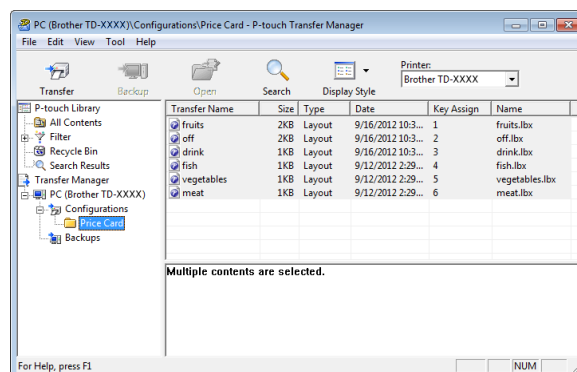 PC (Brother TD-XXXX)\Configurations\Price Card - P-touch Transfer Manager
File Edit View Tool Help
Transfer Backup Open Search Display Style
Printer:
Brother TD-XXXX
P-touch Library
All Contents
Filter
Recycle Bin
Search Results
Transfer Manager
PC (Brother TD-XXXX)
Configurations
Price Card
Backups
Transfer Name Size Type Date Key Assign Name
fruits 2KB Layout 9/16/2012 10:3... 1 fruits.lbx
off 2KB Layout 9/16/2012 10:3... 2 off.lbx
drink 1KB Layout 9/16/2012 10:3... 3 drink.lbx
fish 1KB Layout 9/12/2012 2:29... 4 fish.lbx
vegetables 1KB Layout 9/12/2012 2:29... 5 vegetables.lbx
meat 1KB Layout 9/12/2012 2:29... 6 meat.lbx
Multiple contents are selected.
For Help, press F1
NUM